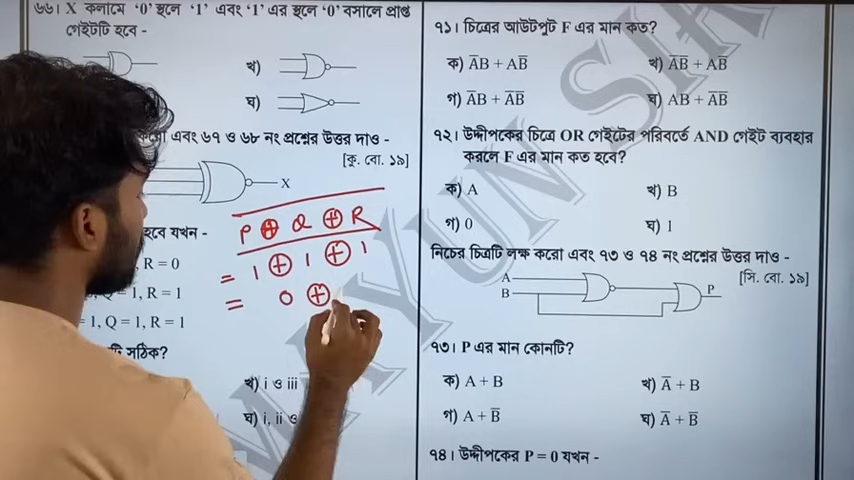 ৬৬। X কলামে ‘0’ স্থলে ‘1’ এবং ‘1’ এর স্থলে ‘0’ বসালে প্রাপ্ত
গেইটটি হবে -
খ)
ঘ)
এবং ৬৭ ও ৬৮ নং প্রশ্নের উত্তর দাও -
[কু. বো. ১৯]
X
হবে যখন -
R = 0
= 1, R = 1
= 1, Q = 1, R = 1
সঠিক?
খ) i ও iii
ঘ) i, ii ও
P ⊕ Q ⊕ R
= 1 ⊕ 1 ⊕ 1
= 0 ⊕
৭১। চিত্রের আউটপুট F এর মান কত?
ক) A̅B + AB̅
খ) A̅B + AB̅
গ) A̅B + A̅B̅
ঘ) AB + A̅B̅
৭২। উদ্দীপকের চিত্রে OR গেইটের পরিবর্তে AND গেইট ব্যবহার
করলে F এর মান কত হবে?
ক) A
খ) B
গ) 0
ঘ) 1
নিচের চিত্রটি লক্ষ করো এবং ৭৩ ও ৭৪ নং প্রশ্নের উত্তর দাও -
[সি. বো. ১৯]
A
B
P
৭৩। P এর মান কোনটি?
ক) A + B
খ) A̅ + B
গ) A + B̅
ঘ) A̅ + B̅
৭৪। উদ্দীপকের P = 0 যখন -